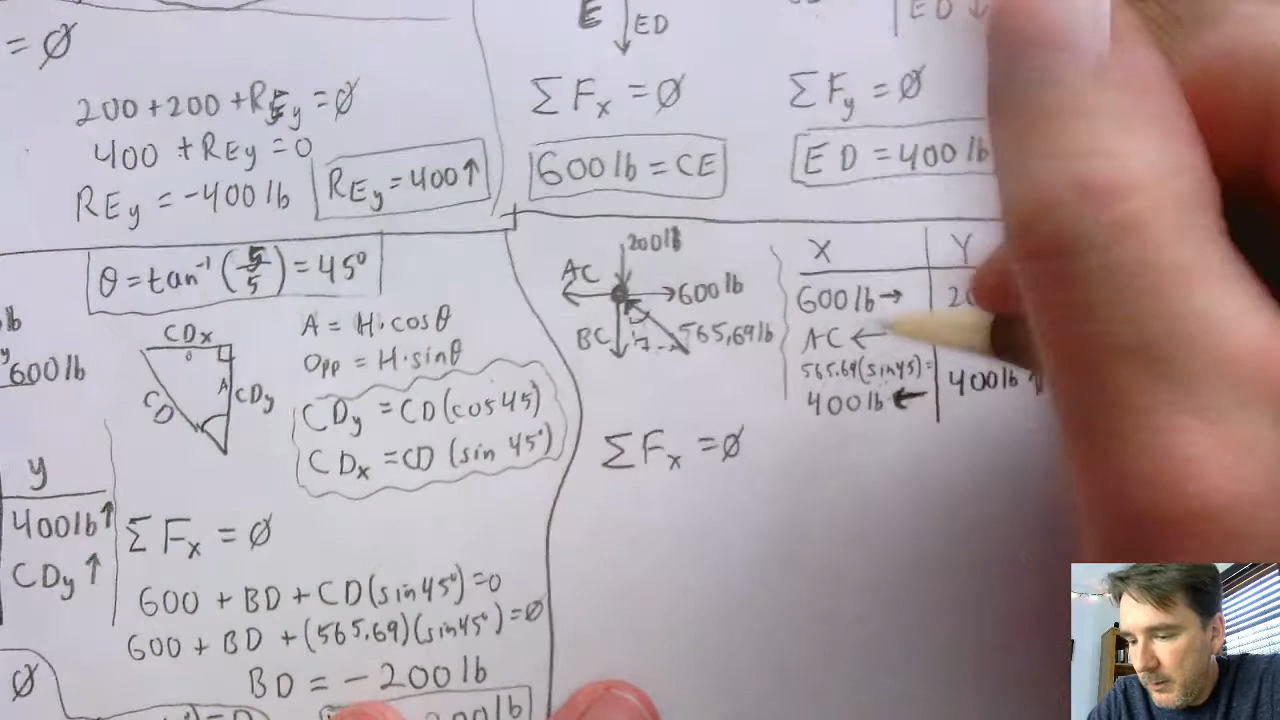 = Ø
200 + 200 + REy = Ø
400 + REy = 0
REy = -400 lb
REy = 400↑
E
ED
ΣFx = Ø
600 lb = CE
ED ↓
ΣFy = Ø
ED = 400 lb
θ = tan⁻¹(5/5) = 45°
lb
y
600 lb
CDx
θ
A
CD
CDy
A = H·cosθ
Opp = H·sinθ
CDy = CD(cos 45)
CDx = CD (sin 45°)
y
400 lb↑
CDy ↑
ΣFx = Ø
600 + BD + CD(sin 45°) = 0
600 + BD + (565.69)(sin 45°) = Ø
BD = - 200 lb
Ø
200 lb
AC
BC
600 lb
565.69 lb
X Y
600 lb →
AC ←
565.69(sin 45) =
400 lb ←
400 lb ↑
ΣFx = Ø